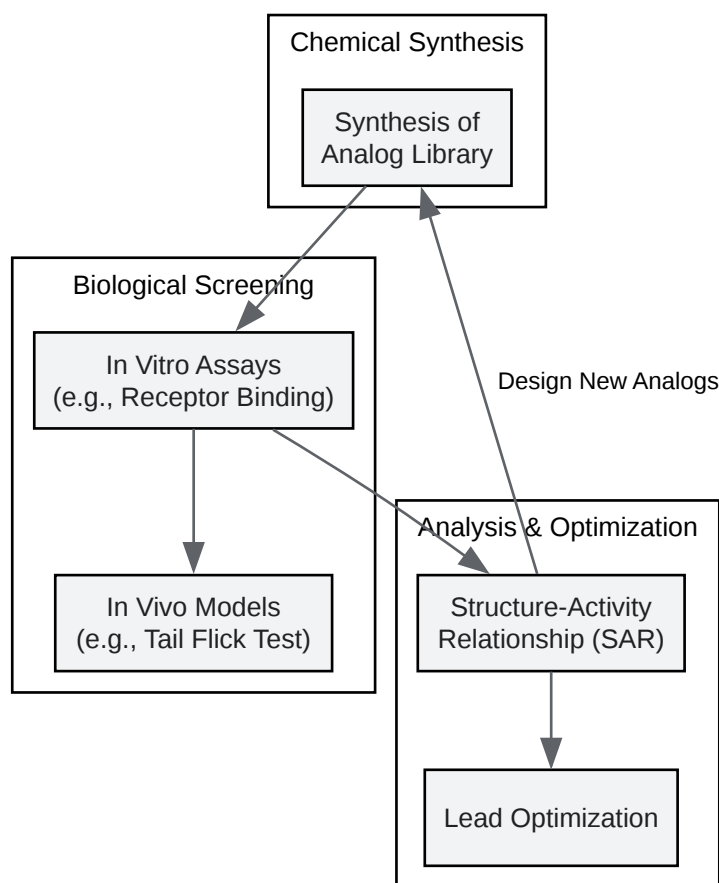 Chemical Synthesis
Synthesis of
Analog Library
Biological Screening
In Vitro Assays
(e.g., Receptor Binding)
Design New Analogs
Analysis & Optimization
In Vivo Models
(e.g., Tail Flick Test)
Structure-Activity
Relationship (SAR)
Lead Optimization